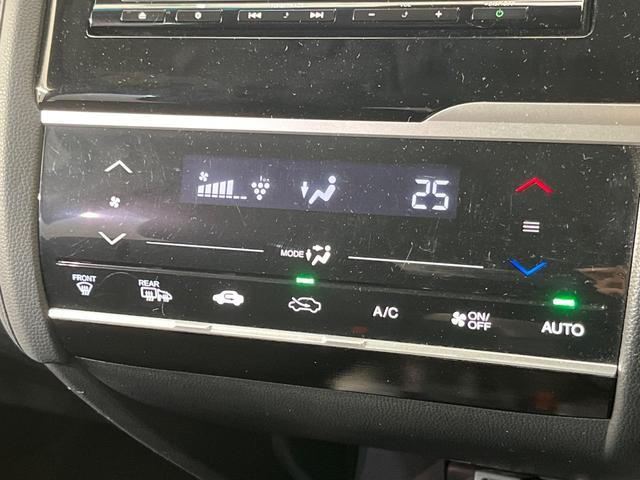 25
MODE
FRONT
REAR
A/C
ON/
OFF
AUTO